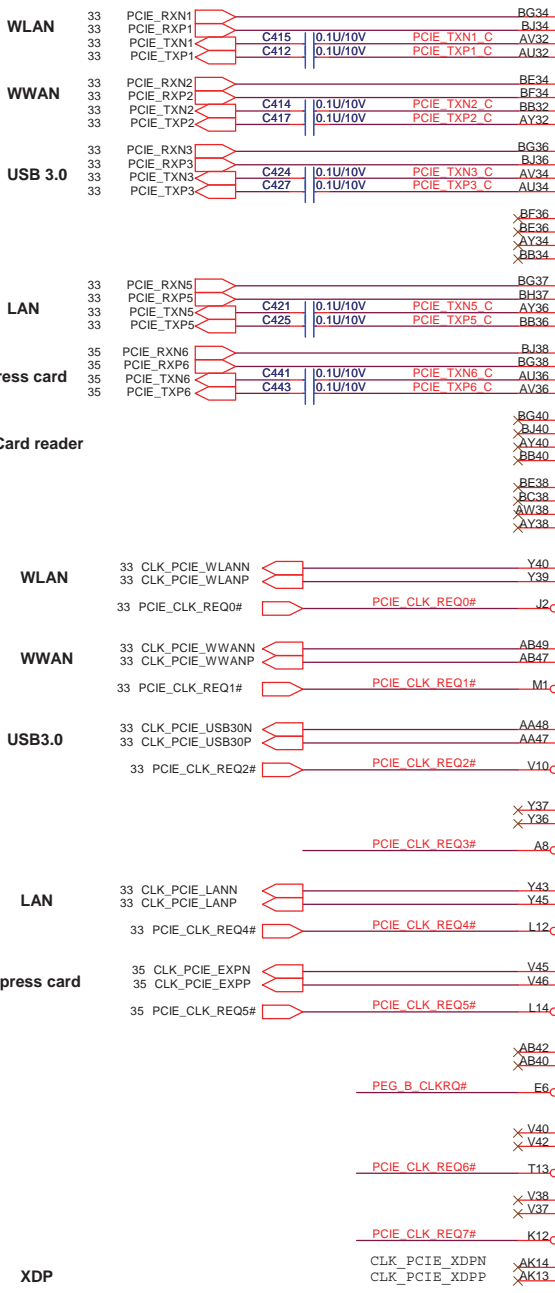 33 PCIE_RXN1 BG34
WLAN 33 PCIE_RXP1 BJ34
33 PCIE_TXN1 C415 0.1U/10V PCIE_TXN1_C AV32
33 PCIE_TXP1 C412 0.1U/10V PCIE_TXP1_C AU32
33 PCIE_RXN2 BE34
WWAN 33 PCIE_RXP2 BF34
33 PCIE_TXN2 C414 0.1U/10V PCIE_TXN2_C BB32
33 PCIE_TXP2 C417 0.1U/10V PCIE_TXP2_C AY32
33 PCIE_RXN3 BG36
33 PCIE_RXP3 BJ36
USB 3.0 33 PCIE_TXN3 C424 0.1U/10V PCIE_TXN3_C AV34
33 PCIE_TXP3 C427 0.1U/10V PCIE_TXP3_C AU34
BF36
BE36
AY34
BB34
33 PCIE_RXN5 BG37
33 PCIE_RXP5 BH37
LAN 33 PCIE_TXN5 C421 0.1U/10V PCIE_TXN5_C AY36
33 PCIE_TXP5 C425 0.1U/10V PCIE_TXP5_C BB36
35 PCIE_RXN6 BJ38
35 PCIE_RXP6 BG38
ress card 35 PCIE_TXN6 C441 0.1U/10V PCIE_TXN6_C AU36
35 PCIE_TXP6 C443 0.1U/10V PCIE_TXP6_C AV36
BG40
BJ40
Card reader AY40
BB40
BE38
BC38
AW38
AY38
33 CLK_PCIE_WLANN Y40
WLAN 33 CLK_PCIE_WLANP Y39
33 PCIE_CLK_REQ0# PCIE_CLK_REQ0# J2
33 CLK_PCIE_WWANN AB49
WWAN 33 CLK_PCIE_WWANP AB47
33 PCIE_CLK_REQ1# PCIE_CLK_REQ1# M1
33 CLK_PCIE_USB30N AA48
USB3.0 33 CLK_PCIE_USB30P AA47
33 PCIE_CLK_REQ2# PCIE_CLK_REQ2# V10
Y37
Y36
PCIE_CLK_REQ3# A8
33 CLK_PCIE_LANN Y43
LAN 33 CLK_PCIE_LANP Y45
33 PCIE_CLK_REQ4# PCIE_CLK_REQ4# L12
35 CLK_PCIE_EXPN V45
press card 35 CLK_PCIE_EXPP V46
35 PCIE_CLK_REQ5# PCIE_CLK_REQ5# L14
AB42
AB40
PEG_B_CLKRQ# E6
V40
V42
PCIE_CLK_REQ6# T13
V38
V37
PCIE_CLK_REQ7# K12
CLK_PCIE_XDPN AK14
XDP CLK_PCIE_XDPP AK13